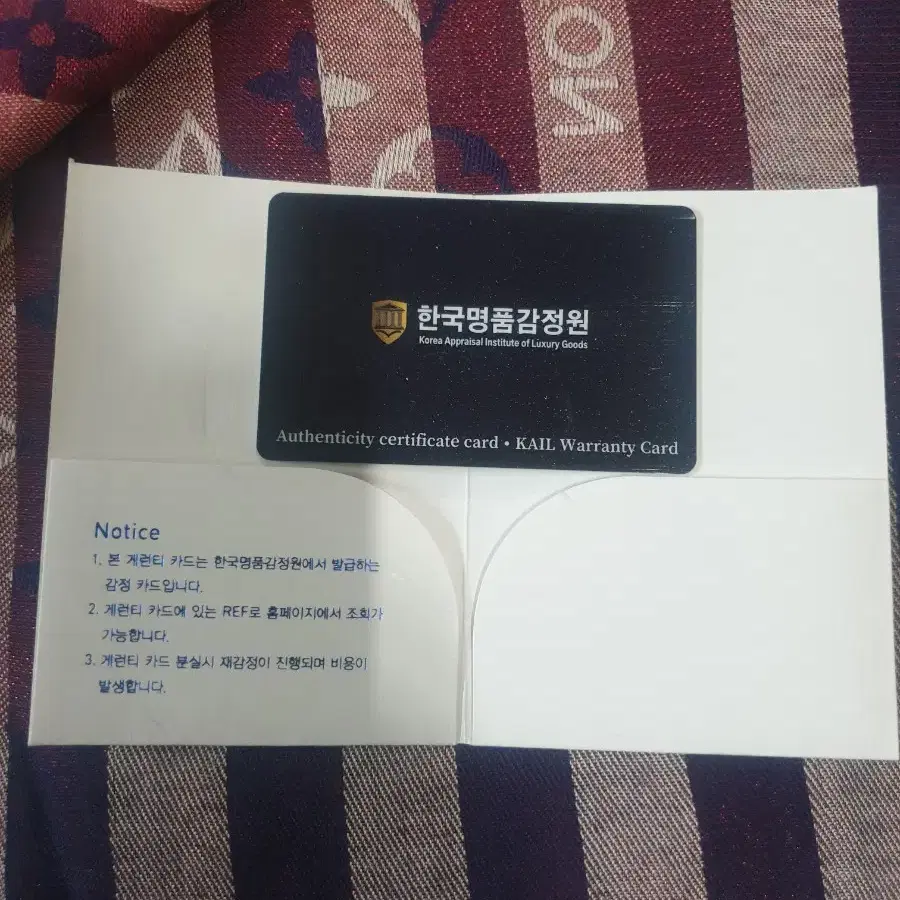 NO
한국명품감정원
Korea Appraisal Institute of Luxury Goods
Authenticity certificate card • KAIL Warranty Card
Notice
1. 본 게런티 카드는 한국명품감정원에서 발급하는
감정 카드입니다.
2. 게런티 카드에 있는 REF로 홈페이지에서 조회가
가능합니다.
3. 게런티 카드 분실시 재감정이 진행되며 비용이
발생합니다.